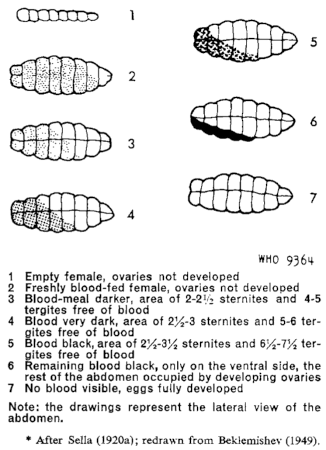 1
2
3
4
5
6
7
WHO 9364
1 Empty female, ovaries not developed
2 Freshly blood-fed female, ovaries not developed
3 Blood-meal darker, area of 2-2½ sternites and 4-5
tergites free of blood
4 Blood very dark, area of 2½-3 sternites and 5-6 ter-
gites free of blood
5 Blood black, area of 2½-3½ sternites and 6½-7½ ter-
gites free of blood
6 Remaining blood black, only on the ventral side, the
rest of the abdomen occupied by developing ovaries
7 No blood visible, eggs fully developed
Note: the drawings represent the lateral view of the
abdomen.
* After Sella (1920a); redrawn from Beklemishev (1949).